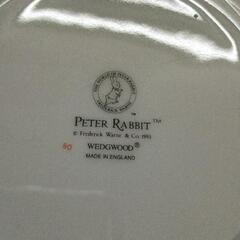 PETER RABBIT™
© Frederick Warne & Co. 1993
WEDGWOOD®
MADE IN ENGLAND